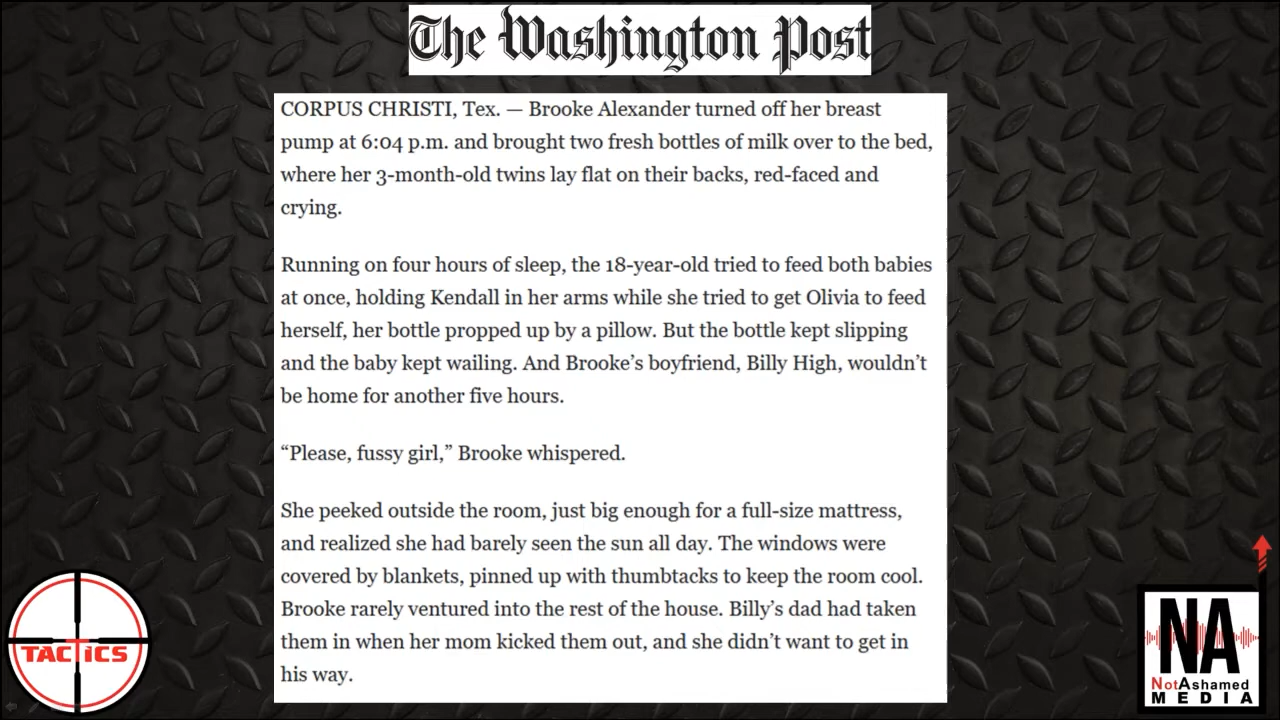 The Washington Post
CORPUS CHRISTI, Tex. — Brooke Alexander turned off her breast
pump at 6:04 p.m. and brought two fresh bottles of milk over to the bed,
where her 3-month-old twins lay flat on their backs, red-faced and
crying.
Running on four hours of sleep, the 18-year-old tried to feed both babies
at once, holding Kendall in her arms while she tried to get Olivia to feed
herself, her bottle propped up by a pillow. But the bottle kept slipping
and the baby kept wailing. And Brooke’s boyfriend, Billy High, wouldn’t
be home for another five hours.
“Please, fussy girl,” Brooke whispered.
She peeked outside the room, just big enough for a full-size mattress,
and realized she had barely seen the sun all day. The windows were
covered by blankets, pinned up with thumbtacks to keep the room cool.
Brooke rarely ventured into the rest of the house. Billy’s dad had taken
them in when her mom kicked them out, and she didn’t want to get in
his way.
TACTICS
NA
NotAshamed
MEDIA